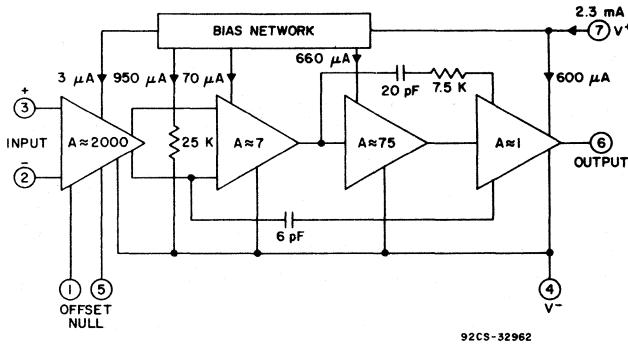 2.3 mA
BIAS NETWORK
7
V+
3 μA
950 μA
70 μA
660 μA
600 μA
20 pF
7.5 K
+
3
INPUT
−
2
A≈2000
25 K
A≈7
A≈75
A≈1
6
OUTPUT
6 pF
1
5
OFFSET
NULL
4
V−
92CS-32962